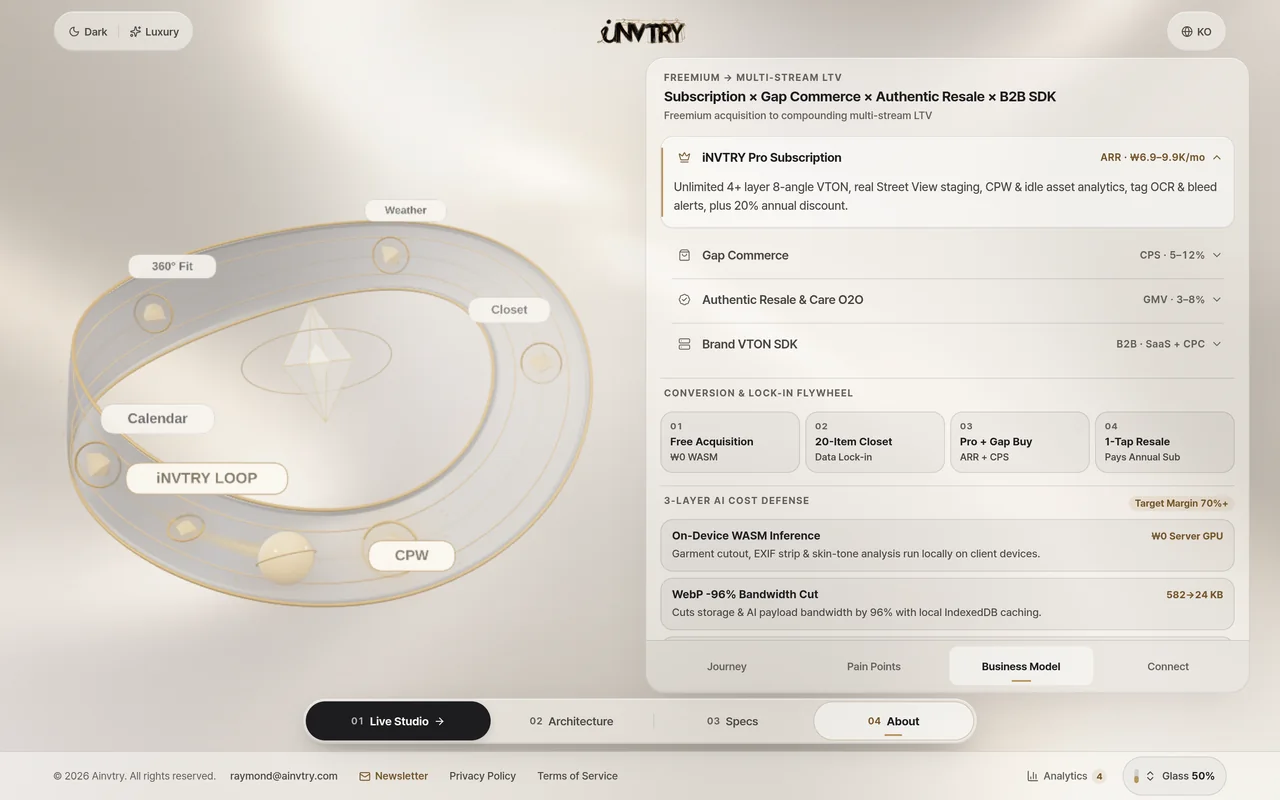 Dark
Luxury
iNVTRY
KO
FREEMIUM → MULTI-STREAM LTV
Subscription × Gap Commerce × Authentic Resale × B2B SDK
Freemium acquisition to compounding multi-stream LTV
iNVTRY Pro Subscription
ARR · ₩6.9–9.9K/mo
Unlimited 4+ layer 8-angle VTON, real Street View staging, CPW & idle asset analytics, tag OCR & bleed
alerts, plus 20% annual discount.
Gap Commerce
CPS · 5–12%
Authentic Resale & Care O2O
GMV · 3–8%
Brand VTON SDK
B2B · SaaS + CPC
CONVERSION & LOCK-IN FLYWHEEL
01
Free Acquisition
₩0 WASM
02
20-Item Closet
Data Lock-in
03
Pro + Gap Buy
ARR + CPS
04
1-Tap Resale
Pays Annual Sub
3-LAYER AI COST DEFENSE
Target Margin 70%+
On-Device WASM Inference
₩0 Server GPU
Garment cutout, EXIF strip & skin-tone analysis run locally on client devices.
WebP -96% Bandwidth Cut
582→24 KB
Cuts storage & AI payload bandwidth by 96% with local IndexedDB caching.
Journey
Pain Points
Business Model
Connect
Weather
360° Fit
Closet
Calendar
iNVTRY LOOP
CPW
01 Live Studio →
02 Architecture
03 Specs
04 About
© 2026 Ainvtry. All rights reserved.
raymond@ainvtry.com
Newsletter
Privacy Policy
Terms of Service
Analytics 4
Glass 50%